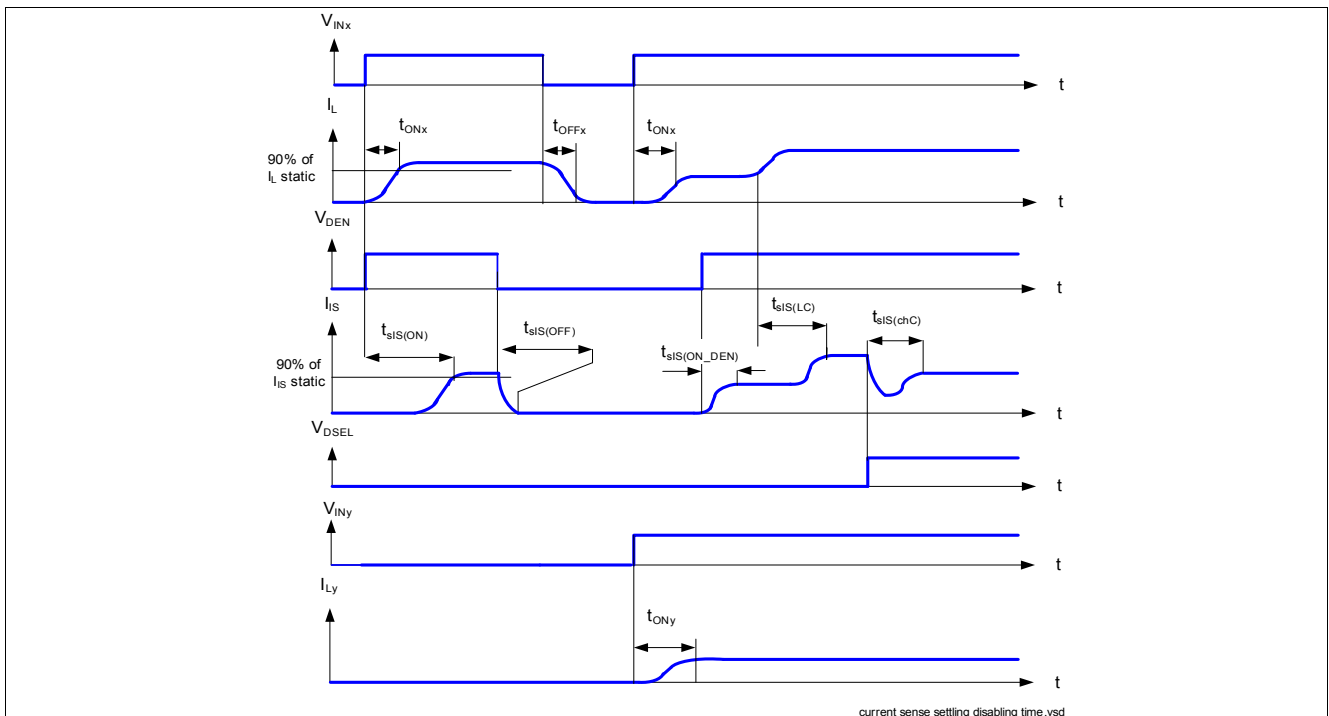 VINx
t
IL
tONx
tOFFx
tONx
90% of
IL static
t
VDEN
t
IIS
tsIS(ON)
tsIS(OFF)
tsIS(LC)
tsIS(chC)
tsIS(ON_DEN)
90% of
IIS static
t
VDSEL
t
VINy
t
ILy
tONy
t
current sense settling disabling time.vsd